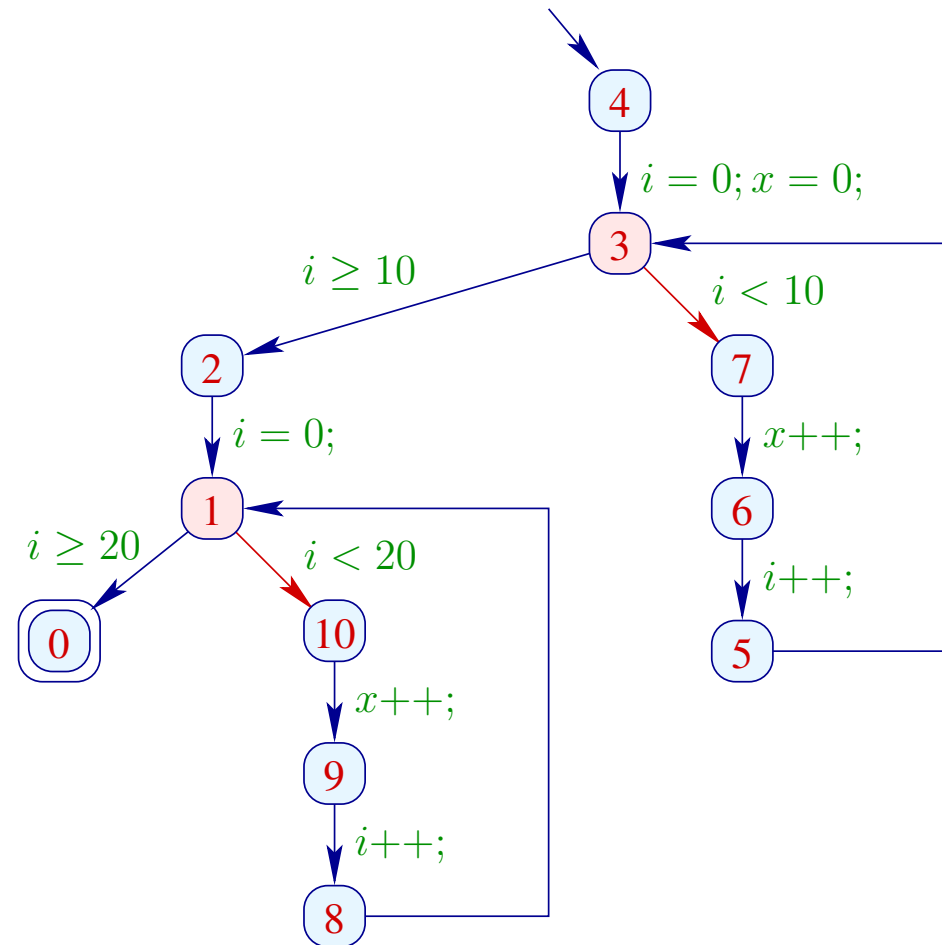 4
i = 0; x = 0;
3
i ≥ 10
i < 10
2
7
i = 0;
x++;
1
6
i ≥ 20
i < 20
i++;
0
10
5
x++;
9
i++;
8